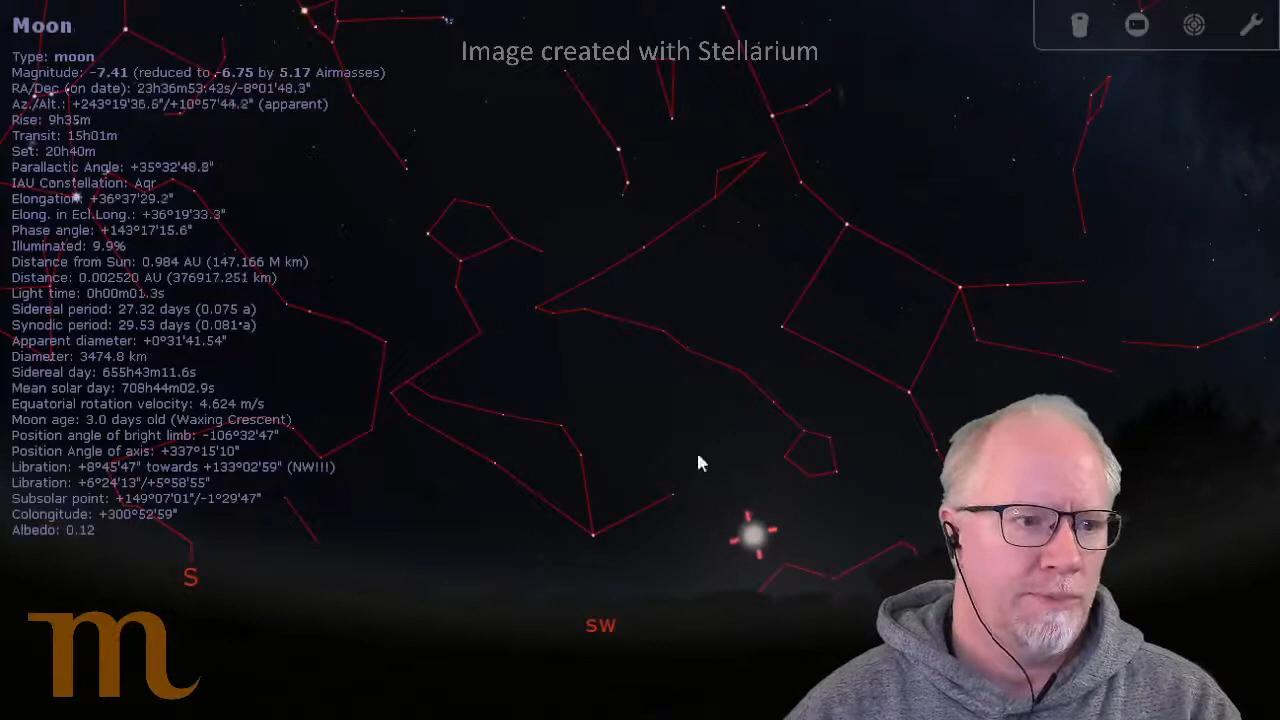 Moon
Image created with Stellarium
Type: moon
Magnitude: -7.41 (reduced to -6.75 by 5.17 Airmasses)
RA/Dec (on date): 23h36m53:42s/-8°01'48.3"
Az./Alt.: +243°19'36.5"/+10°57'44.2" (apparent)
Rise: 9h35m
Transit: 15h01m
Set: 20h40m
Parallactic Angle: +35°32'48.8"
IAU Constellation: Aqr
Elongation: +36°37'29.2"
Elong. in Ecl.Long.: +36°19'33.3"
Phase angle: +143°17'15.6"
Illuminated: 9.9%
Distance from Sun: 0.984 AU (147.166 M km)
Distance: 0.002520 AU (376917.251 km)
Light time: 0h00m01.3s
Sidereal period: 27.32 days (0.075 a)
Synodic period: 29.53 days (0.081 a)
Apparent diameter: +0°31'41.54"
Diameter: 3474.8 km
Sidereal day: 655h43m11.6s
Mean solar day: 708h44m02.9s
Equatorial rotation velocity: 4.624 m/s
Moon age: 3.0 days old (Waxing Crescent)
Position angle of bright limb: -106°32'47"
Position Angle of axis: +337°15'10"
Libration: +8°45'47" towards +133°02'59" (NW!!!)
Libration: +6°24'13"/+5°58'55"
Subsolar point: +149°07'01"/-1°29'47"
Colongitude: +300°52'59"
Albedo: 0.12
S
SW
m